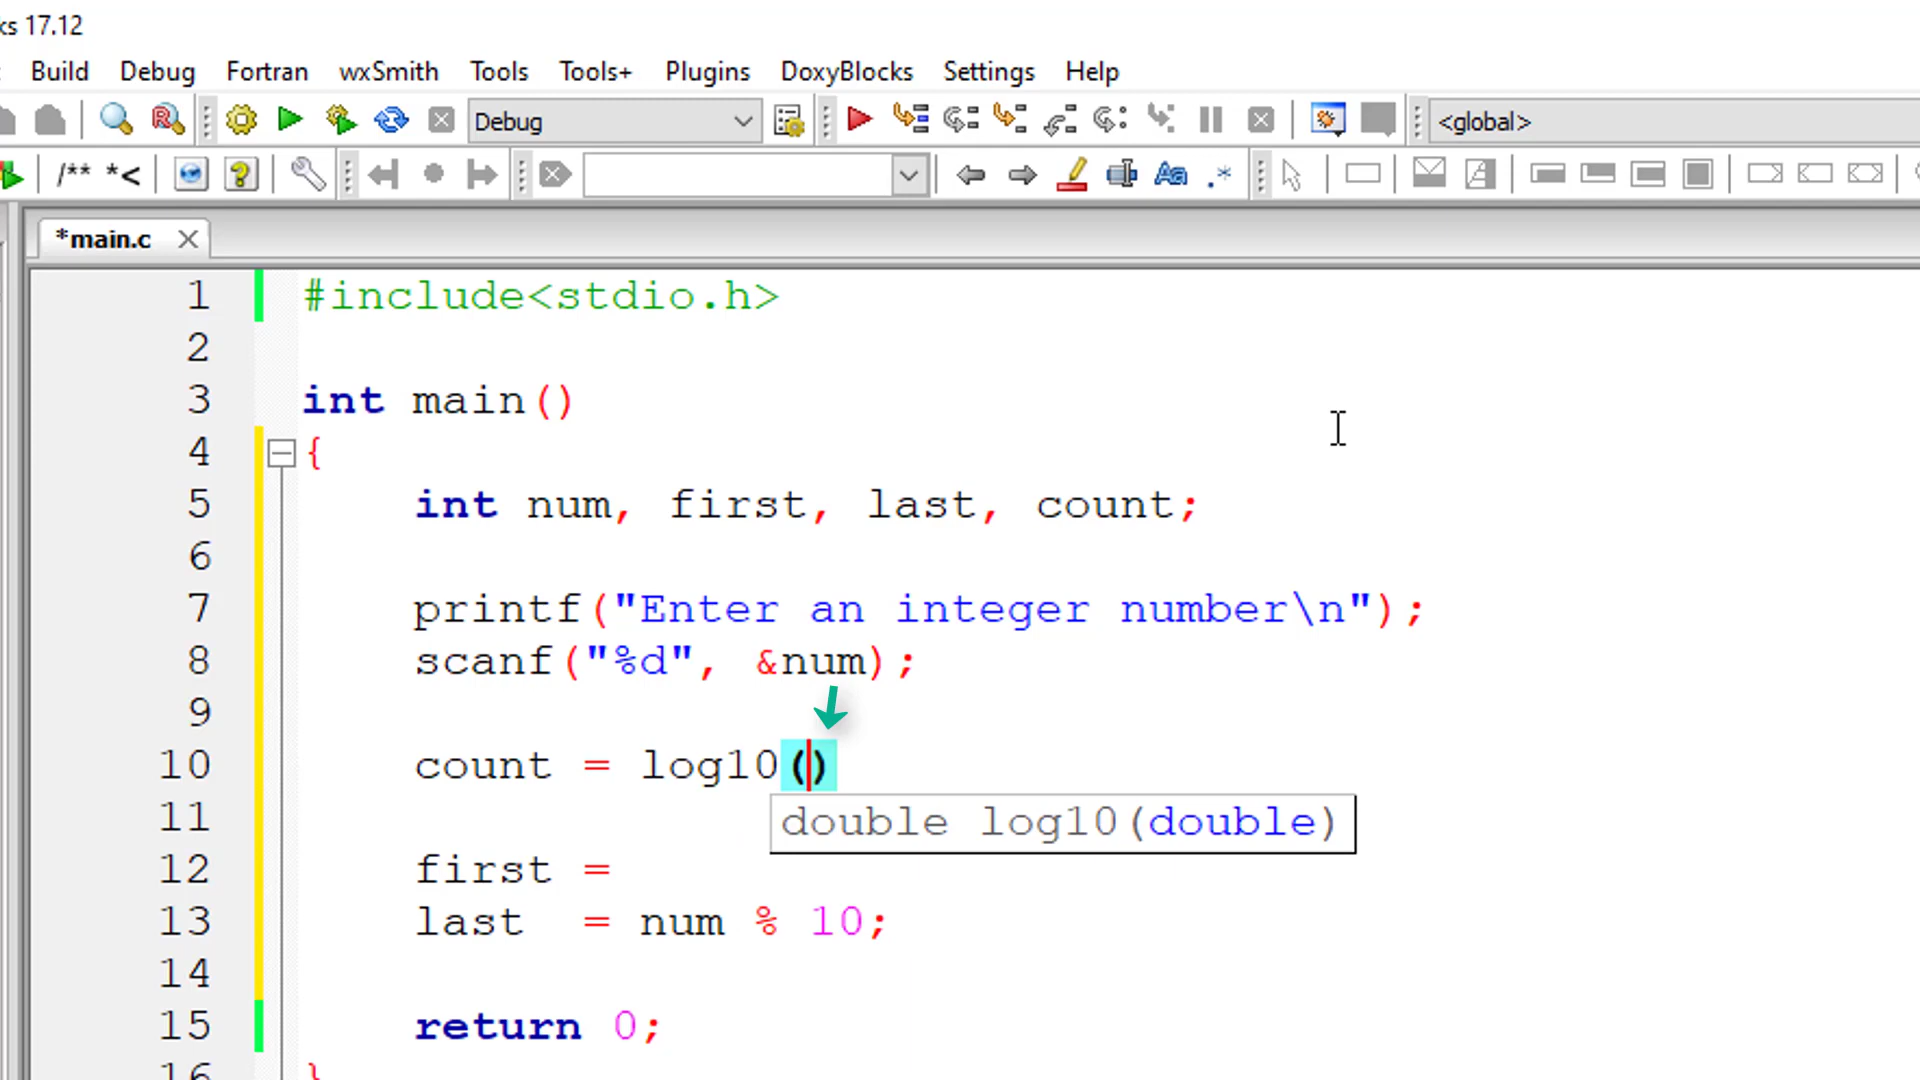 ks 17.12
Build Debug Fortran wxSmith Tools Tools+ Plugins DoxyBlocks Settings Help
Debug <global>
/** *<
*main.c
1 #include<stdio.h>
2
3 int main()
4 {
5 int num, first, last, count;
6
7 printf("Enter an integer number\n");
8 scanf("%d", &num);
9
10 count = log10()
double log10(double)
11
12 first =
13 last = num % 10;
14
15 return 0;
16 }